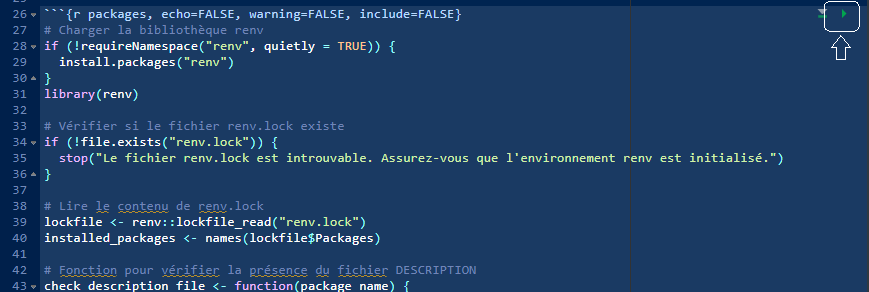 26 ```{r packages, echo=FALSE, warning=FALSE, include=FALSE}
27 # Charger la bibliothèque renv
28 if (!requireNamespace("renv", quietly = TRUE)) {
29   install.packages("renv")
30 }
31 library(renv)
32
33 # Vérifier si le fichier renv.lock existe
34 if (!file.exists("renv.lock")) {
35   stop("Le fichier renv.lock est introuvable. Assurez-vous que l'environnement renv est initialisé.")
36 }
37
38 # Lire le contenu de renv.lock
39 lockfile <- renv::lockfile_read("renv.lock")
40 installed_packages <- names(lockfile$Packages)
41
42 # Fonction pour vérifier la présence du fichier DESCRIPTION
43 check_description_file <- function(package_name) {